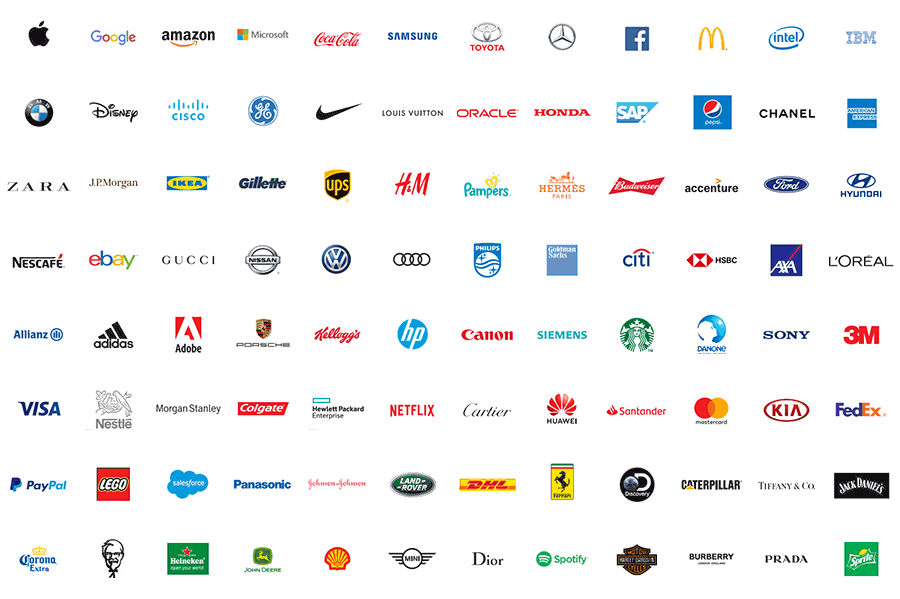 Google
amazon
Microsoft
Coca-Cola
SAMSUNG
TOYOTA
intel
IBM
BMW
Disney
CISCO
GE
LOUIS VUITTON
ORACLE
HONDA
SAP
pepsi
CHANEL
AMERICAN
EXPRESS
ZARA
J.P.Morgan
IKEA
Gillette
ups
H&M
Pampers
HERMÈS
PARIS
Budweiser
accenture
Ford
HYUNDAI
NESCAFÉ
ebay
GUCCI
NISSAN
PHILIPS
Goldman
Sachs
citi
HSBC
AXA
L'ORÉAL
Allianz
adidas
Adobe
PORSCHE
Kellogg's
hp
Canon
SIEMENS
DANONE
SONY
3M
VISA
Nestlé
Morgan Stanley
Colgate
Hewlett Packard
Enterprise
NETFLIX
Cartier
HUAWEI
Santander
mastercard
KIA
FedEx
PayPal
LEGO
salesforce
Panasonic
Johnson & Johnson
LAND
ROVER
DHL
Ferrari
Discovery
CATERPILLAR
TIFFANY & CO.
JACK DANIEL'S
Corona
Extra
Heineken
open your world
JOHN DEERE
MINI
Dior
Spotify
HARLEY-DAVIDSON
CYCLES
BURBERRY
LONDON, ENGLAND
PRADA
Sprite